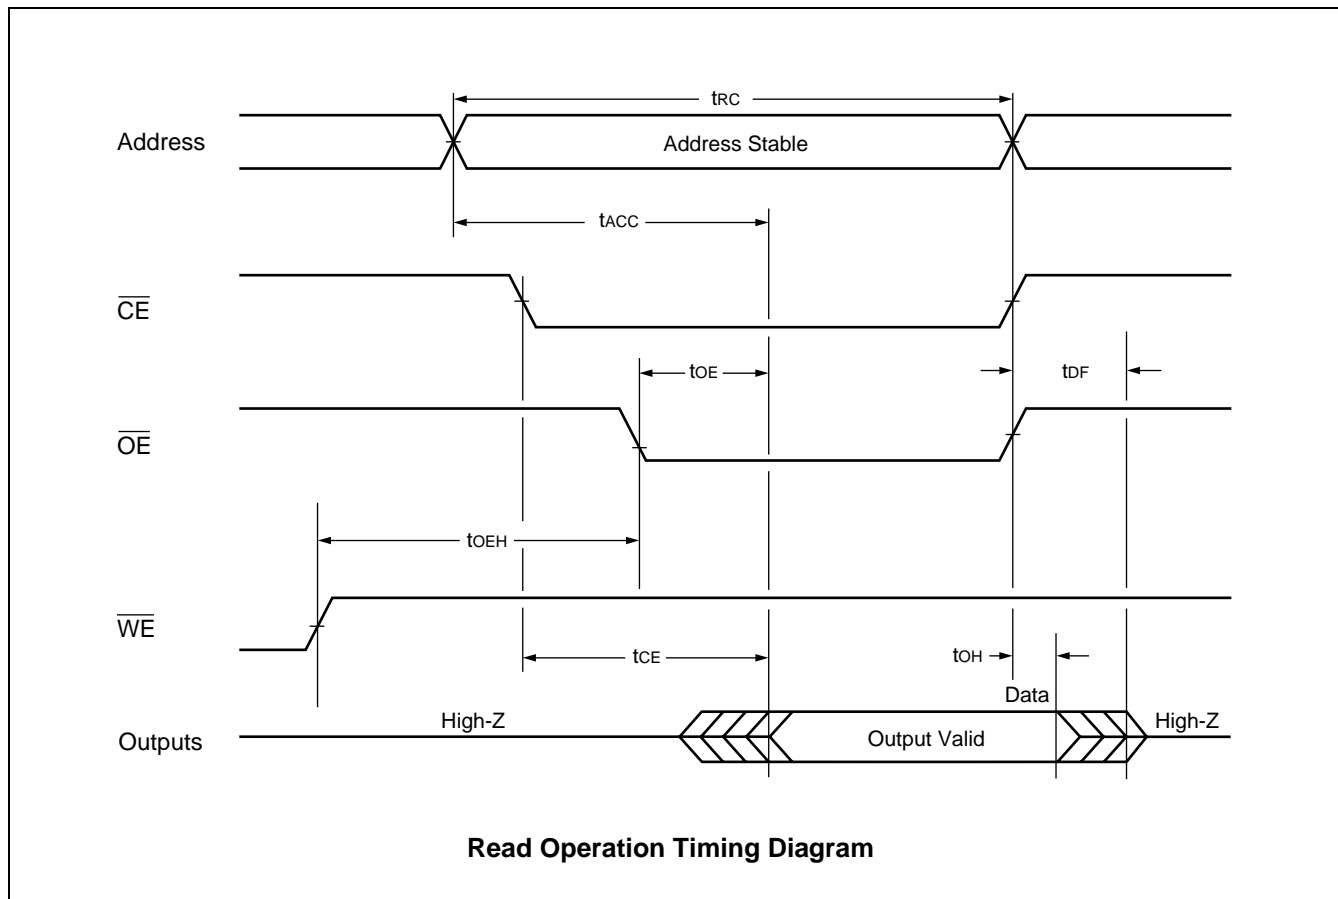 tRC
Address
Address Stable
tACC
CE
tOE
tDF
OE
tOEH
WE
tCE
tOH
Data
High-Z
High-Z
Outputs
Output Valid
Read Operation Timing Diagram